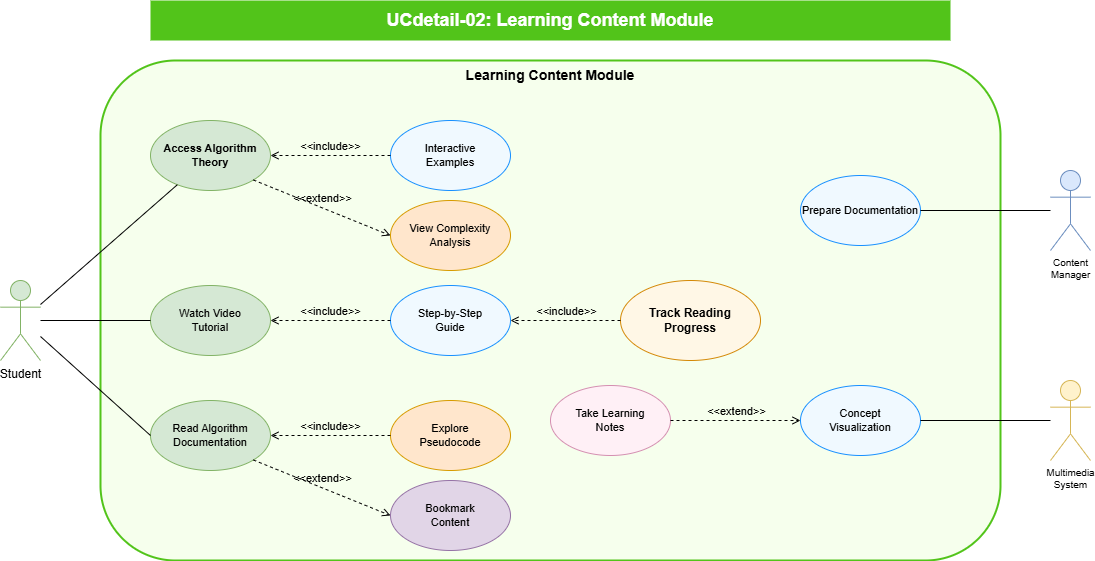 UCdetail-02: Learning Content Module
Learning Content Module
Access Algorithm
Theory
<<include>>
Interactive
Examples
<<extend>>
View Complexity
Analysis
Prepare Documentation
Content
Manager
Student
Watch Video
Tutorial
<<include>>
Step-by-Step
Guide
<<include>>
Track Reading
Progress
Read Algorithm
Documentation
<<include>>
Explore
Pseudocode
<<extend>>
Bookmark
Content
Take Learning
Notes
<<extend>>
Concept
Visualization
Multimedia
System